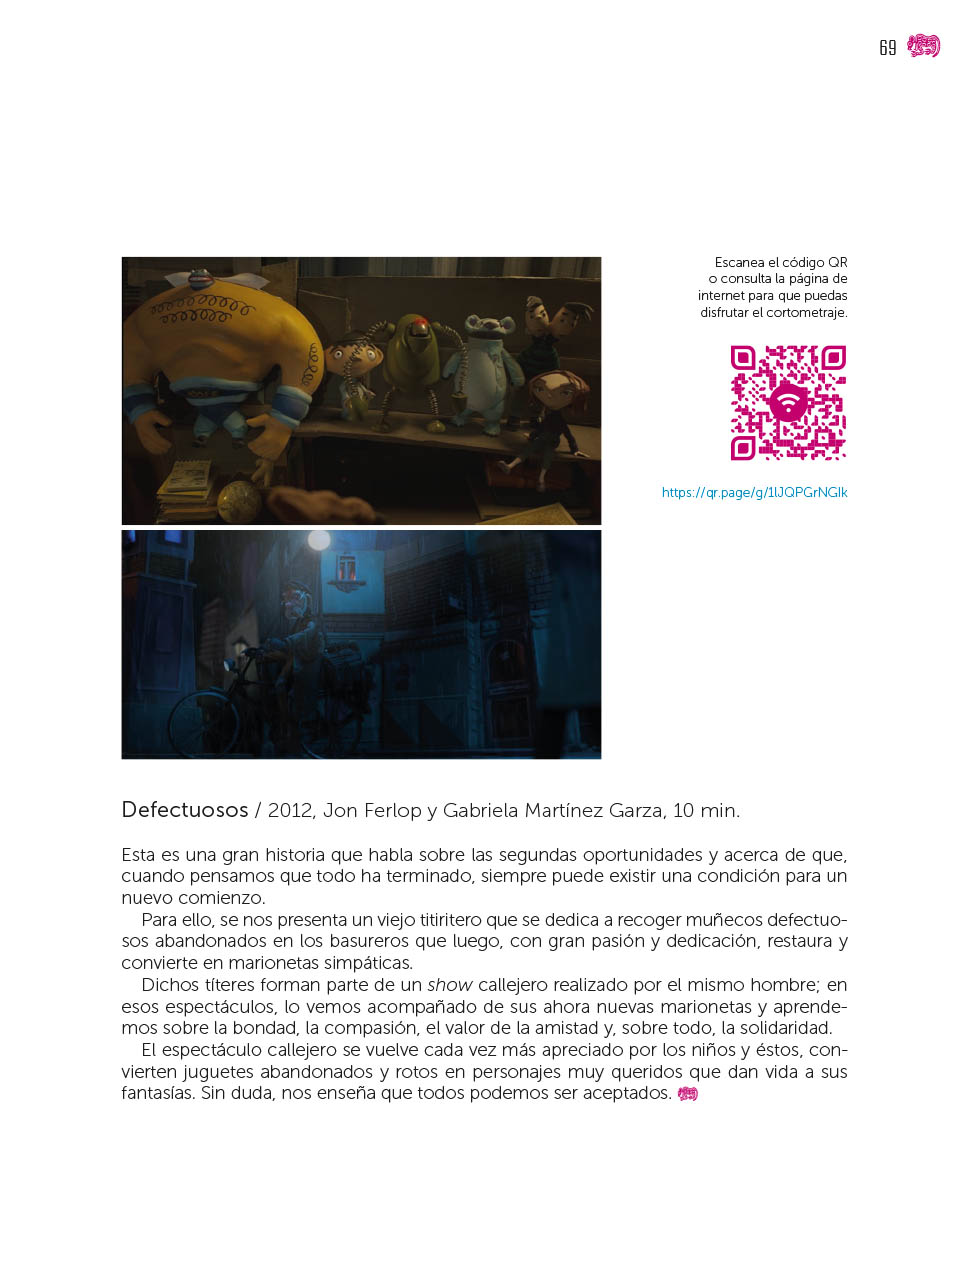 69
Escanea el código QR
o consulta la página de
internet para que puedas
disfrutar el cortometraje.
https://qr.page/g/1lJQPGrNGIk
Defectuosos / 2012, Jon Ferlop y Gabriela Martínez Garza, 10 min.
Esta es una gran historia que habla sobre las segundas oportunidades y acerca de que,
cuando pensamos que todo ha terminado, siempre puede existir una condición para un
nuevo comienzo.
Para ello, se nos presenta un viejo titiritero que se dedica a recoger muñecos defectuo-
sos abandonados en los basureros que luego, con gran pasión y dedicación, restaura y
convierte en marionetas simpáticas.
Dichos títeres forman parte de un show callejero realizado por el mismo hombre; en
esos espectáculos, lo vemos acompañado de sus ahora nuevas marionetas y aprende-
mos sobre la bondad, la compasión, el valor de la amistad y, sobre todo, la solidaridad.
El espectáculo callejero se vuelve cada vez más apreciado por los niños y éstos, con-
vierten juguetes abandonados y rotos en personajes muy queridos que dan vida a sus
fantasías. Sin duda, nos enseña que todos podemos ser aceptados.